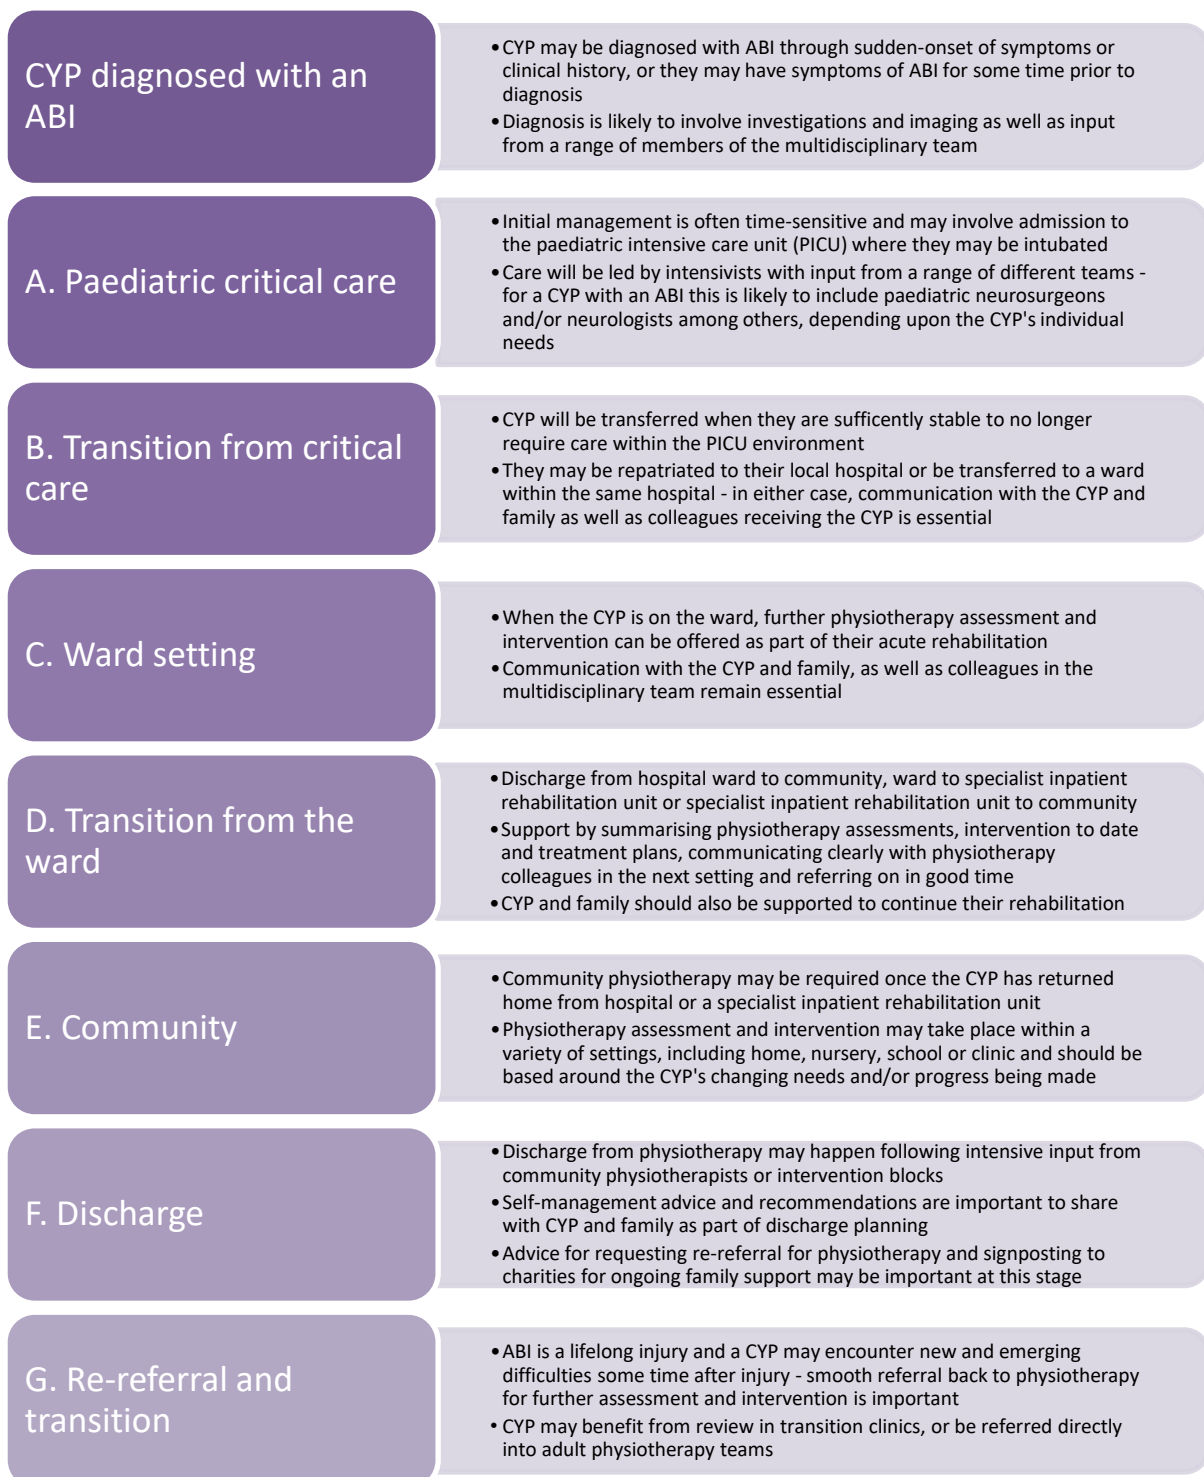 CYP diagnosed with an
ABI
•CYP may be diagnosed with ABI through sudden-onset of symptoms or
clinical history, or they may have symptoms of ABI for some time prior to
diagnosis
•Diagnosis is likely to involve investigations and imaging as well as input
from a range of members of the multidisciplinary team
A. Paediatric critical care
•Initial management is often time-sensitive and may involve admission to
the paediatric intensive care unit (PICU) where they may be intubated
•Care will be led by intensivists with input from a range of different teams -
for a CYP with an ABI this is likely to include paediatric neurosurgeons
and/or neurologists among others, depending upon the CYP's individual
needs
B. Transition from critical
care
•CYP will be transferred when they are sufficently stable to no longer
require care within the PICU environment
•They may be repatriated to their local hospital or be transferred to a ward
within the same hospital - in either case, communication with the CYP and
family as well as colleagues receiving the CYP is essential
C. Ward setting
•When the CYP is on the ward, further physiotherapy assessment and
intervention can be offered as part of their acute rehabilitation
•Communication with the CYP and family, as well as colleagues in the
multidisciplinary team remain essential
D. Transition from the
ward
•Discharge from hospital ward to community, ward to specialist inpatient
rehabilitation unit or specialist inpatient rehabilitation unit to community
•Support by summarising physiotherapy assessments, intervention to date
and treatment plans, communicating clearly with physiotherapy
colleagues in the next setting and referring on in good time
•CYP and family should also be supported to continue their rehabilitation
E. Community
•Community physiotherapy may be required once the CYP has returned
home from hospital or a specialist inpatient rehabilitation unit
•Physiotherapy assessment and intervention may take place within a
variety of settings, including home, nursery, school or clinic and should be
based around the CYP's changing needs and/or progress being made
F. Discharge
•Discharge from physiotherapy may happen following intensive input from
community physiotherapists or intervention blocks
•Self-management advice and recommendations are important to share
with CYP and family as part of discharge planning
•Advice for requesting re-referral for physiotherapy and signposting to
charities for ongoing family support may be important at this stage
G. Re-referral and
transition
•ABI is a lifelong injury and a CYP may encounter new and emerging
difficulties some time after injury - smooth referral back to physiotherapy
for further assessment and intervention is important
• CYP may benefit from review in transition clinics, or be referred directly
into adult physiotherapy teams